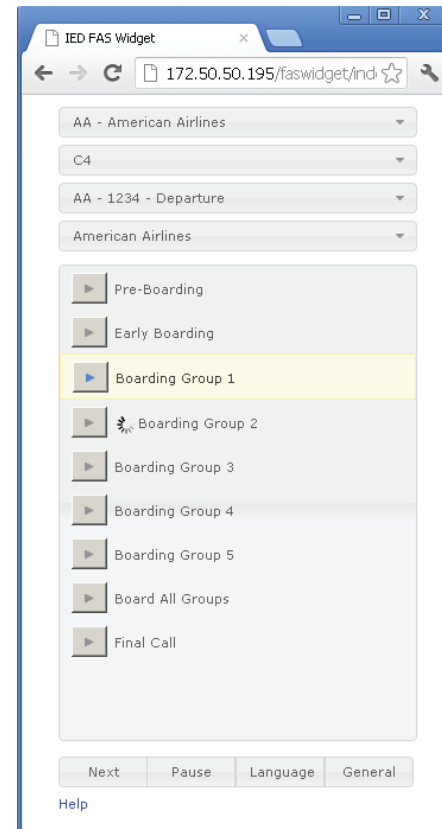 IED FAS Widget
172.50.50.195/faswidget/ind
AA - American Airlines
C4
AA - 1234 - Departure
American Airlines
Pre-Boarding
Early Boarding
Boarding Group 1
Boarding Group 2
Boarding Group 3
Boarding Group 4
Boarding Group 5
Board All Groups
Final Call
Next Pause Language General
Help